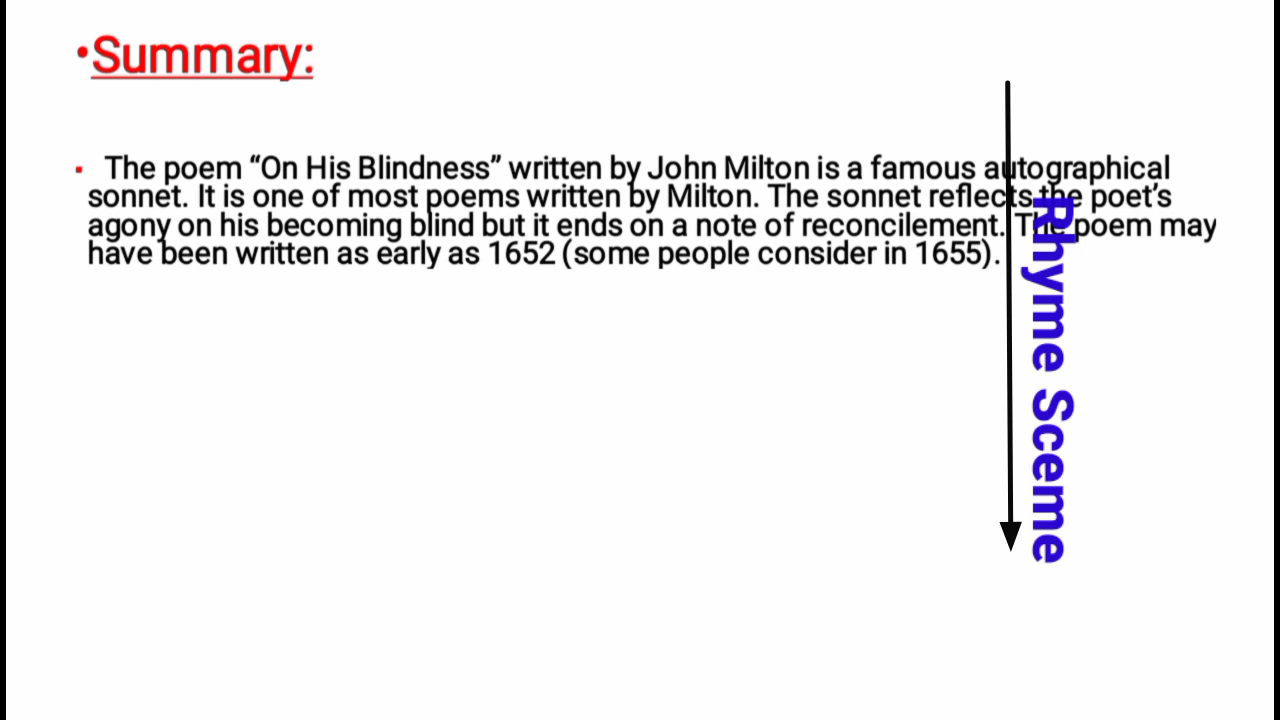 •Summary:
▪ The poem “On His Blindness” written by John Milton is a famous autographical
sonnet. It is one of most poems written by Milton. The sonnet reflects the poet’s
agony on his becoming blind but it ends on a note of reconcilement. The poem may
have been written as early as 1652 (some people consider in 1655).
Rhyme Sceme